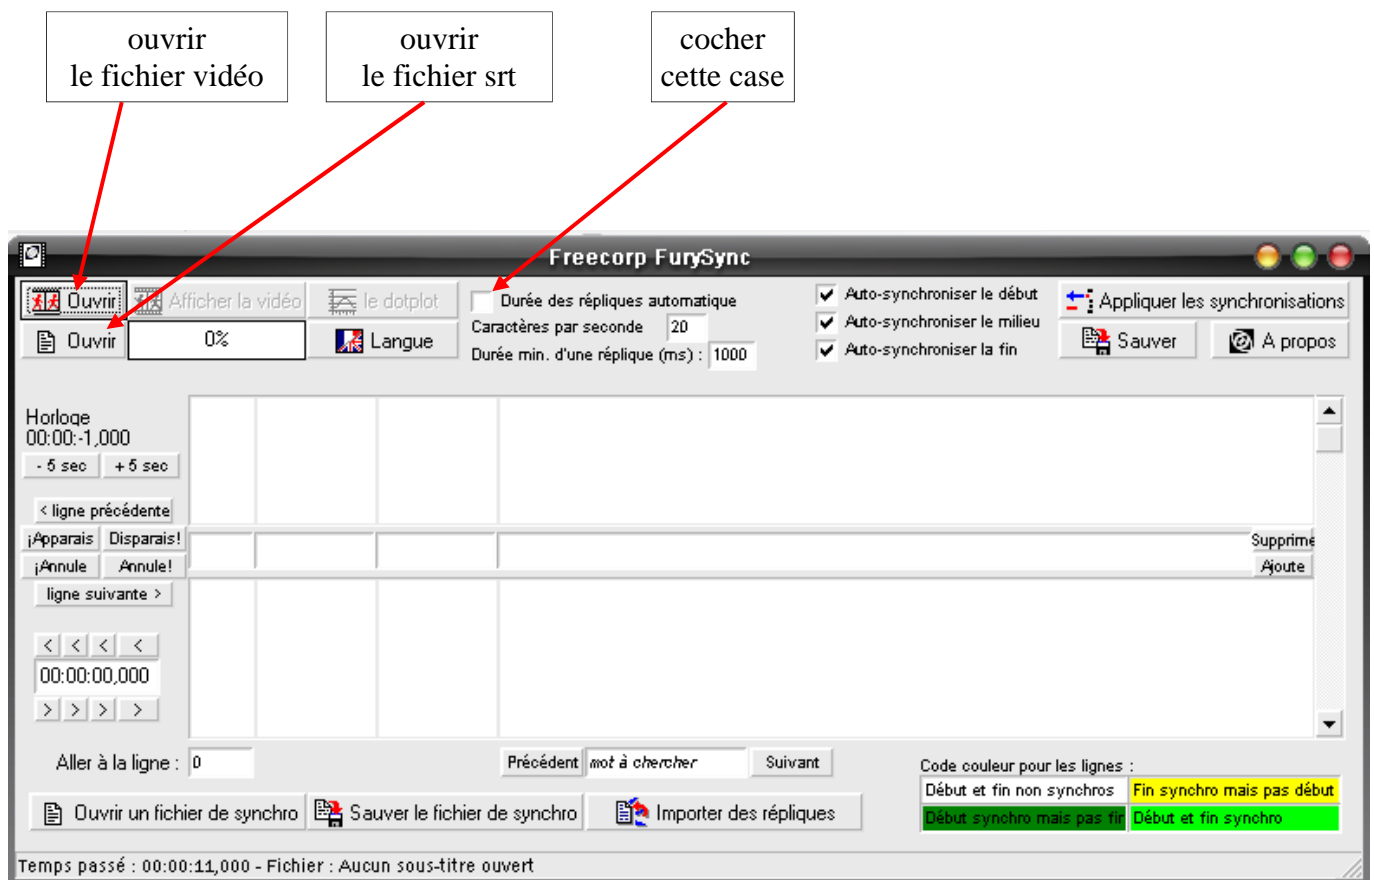 ouvrir
le fichier vidéo
ouvrir
le fichier srt
cocher
cette case
Freecorp FurySync
Ouvrir
Afficher la vidéo
le dotplot
Durée des répliques automatique
Auto-synchroniser le début
Appliquer les synchronisations
Ouvrir
0%
Langue
Caractères par seconde 20
Auto-synchroniser le milieu
Sauver
A propos
Durée min. d'une réplique (ms) : 1000
Auto-synchroniser la fin
Horloge
00:00:-1,000
- 5 sec
+ 5 sec
< ligne précédente
¡Apparais
Disparais!
Supprime
¡Annule
Annule!
Ajoute
ligne suivante >
< < < <
00:00:00,000
> > > >
Aller à la ligne : 0
Précédent
mot à chercher
Suivant
Code couleur pour les lignes :
Début et fin non synchros
Fin synchro mais pas début
Début synchro mais pas fin
Début et fin synchro
Ouvrir un fichier de synchro
Sauver le fichier de synchro
Importer des répliques
Temps passé : 00:00:11,000 - Fichier : Aucun sous-titre ouvert